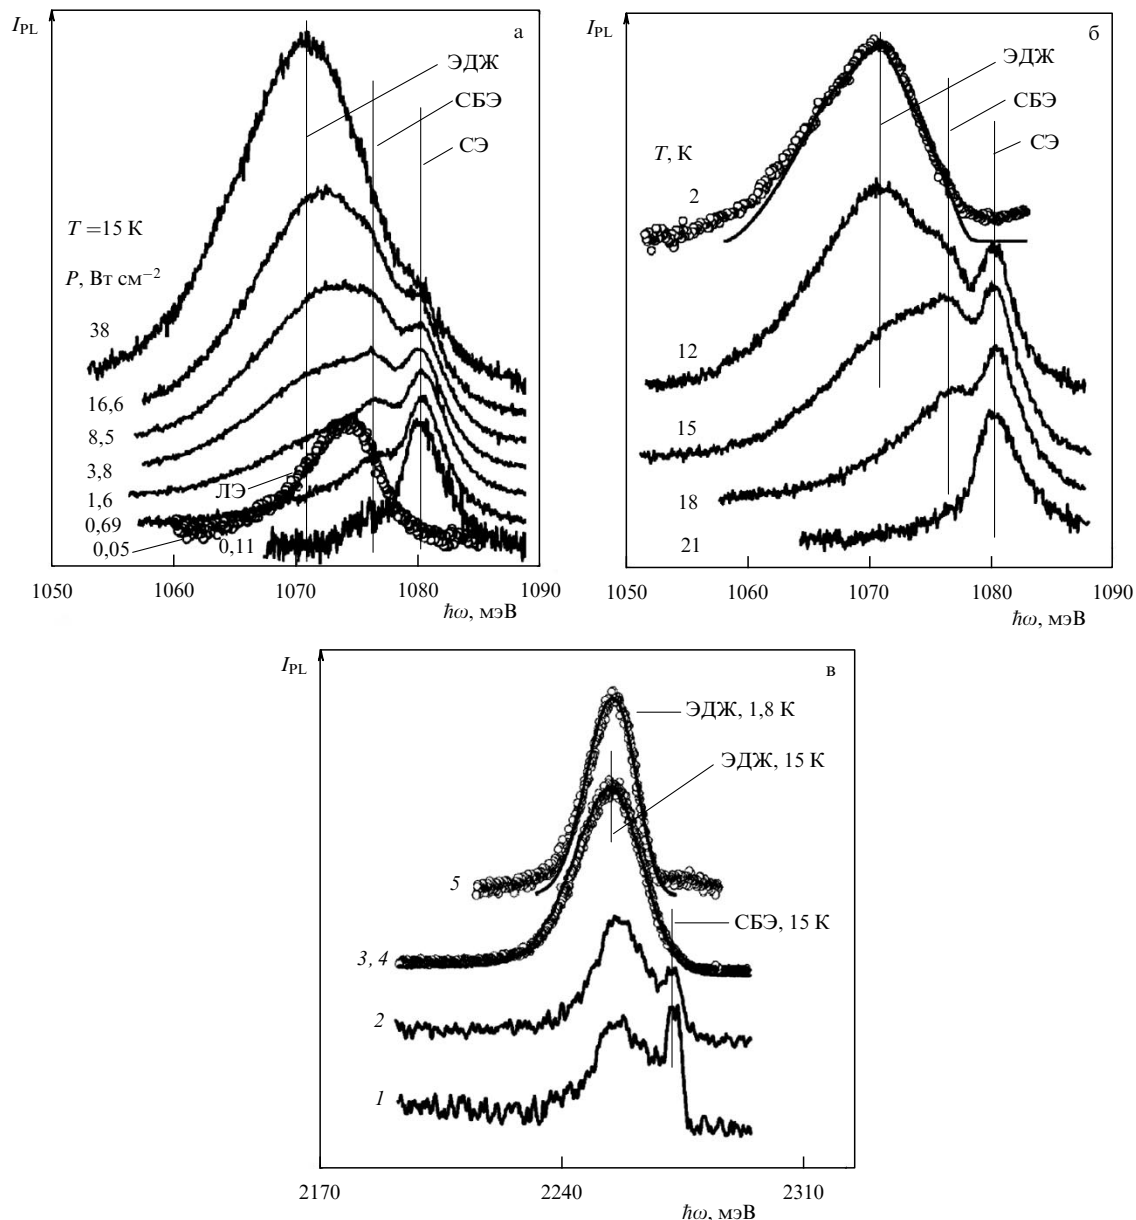 I_PL
а
ЭДЖ
СБЭ
СЭ
T = 15 К
P, Вт см⁻²
38
16,6
8,5
3,8
1,6
ЛЭ
0,69
0,05
0,11
1050 1060 1070 1080 1090
ħω, мэВ
I_PL
б
ЭДЖ
СБЭ
СЭ
T, К
2
12
15
18
21
1050 1060 1070 1080 1090
ħω, мэВ
I_PL
в
ЭДЖ, 1,8 К
ЭДЖ, 15 К
5
СБЭ, 15 К
3, 4
2
1
2170 2240 2310
ħω, мэВ